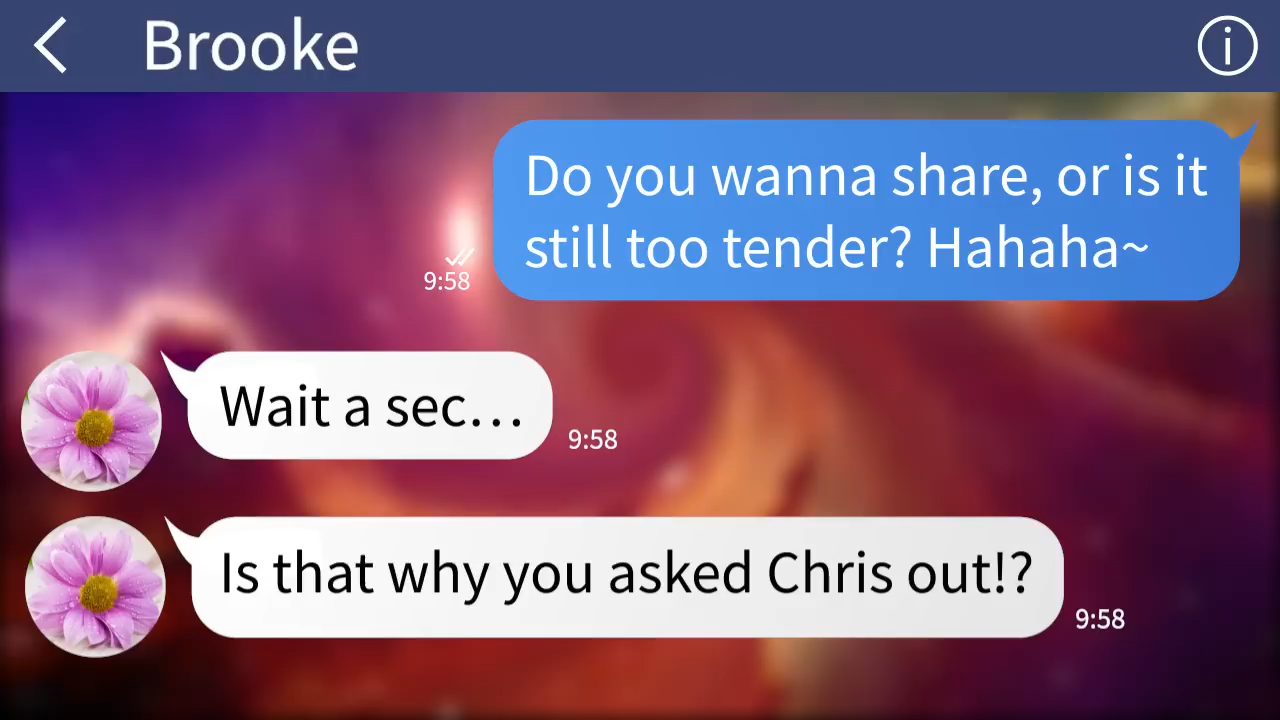 Brooke
Do you wanna share, or is it
still too tender? Hahaha~
9:58
Wait a sec…
9:58
Is that why you asked Chris out!?
9:58